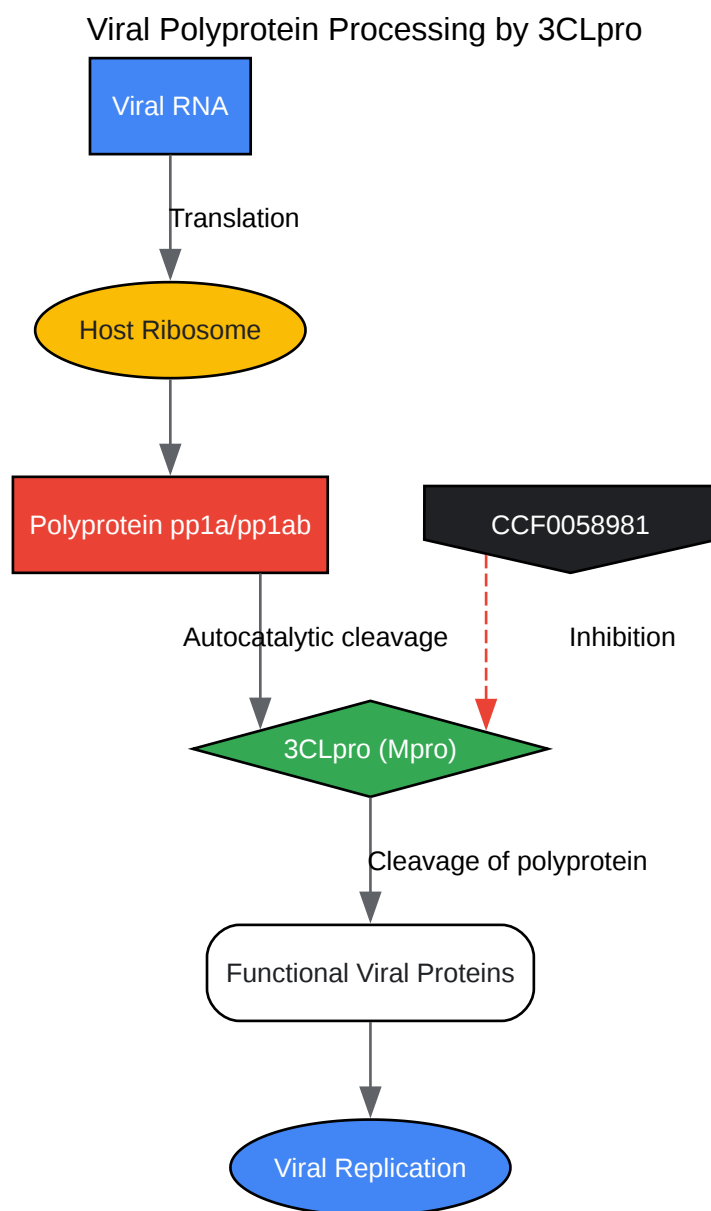 Viral Polyprotein Processing by 3CLpro
Viral RNA
Translation
Host Ribosome
Polyprotein pp1a/pp1ab
CCF0058981
Autocatalytic cleavage
Inhibition
3CLpro (Mpro)
Cleavage of polyprotein
Functional Viral Proteins
Viral Replication